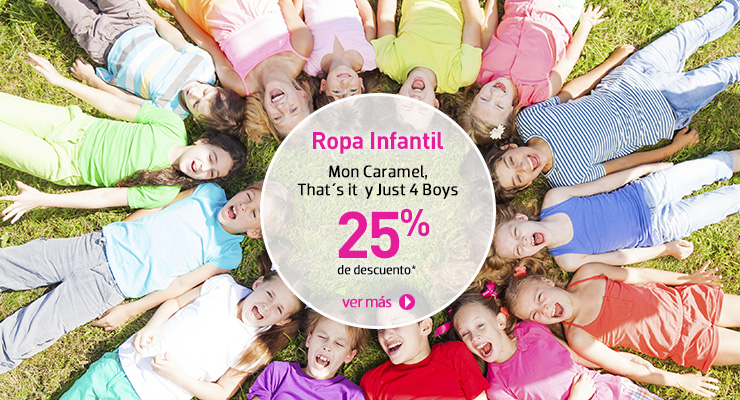 Ropa Infantil
Mon Caramel,
That´s it y Just 4 Boys
25%
de descuento*
ver más